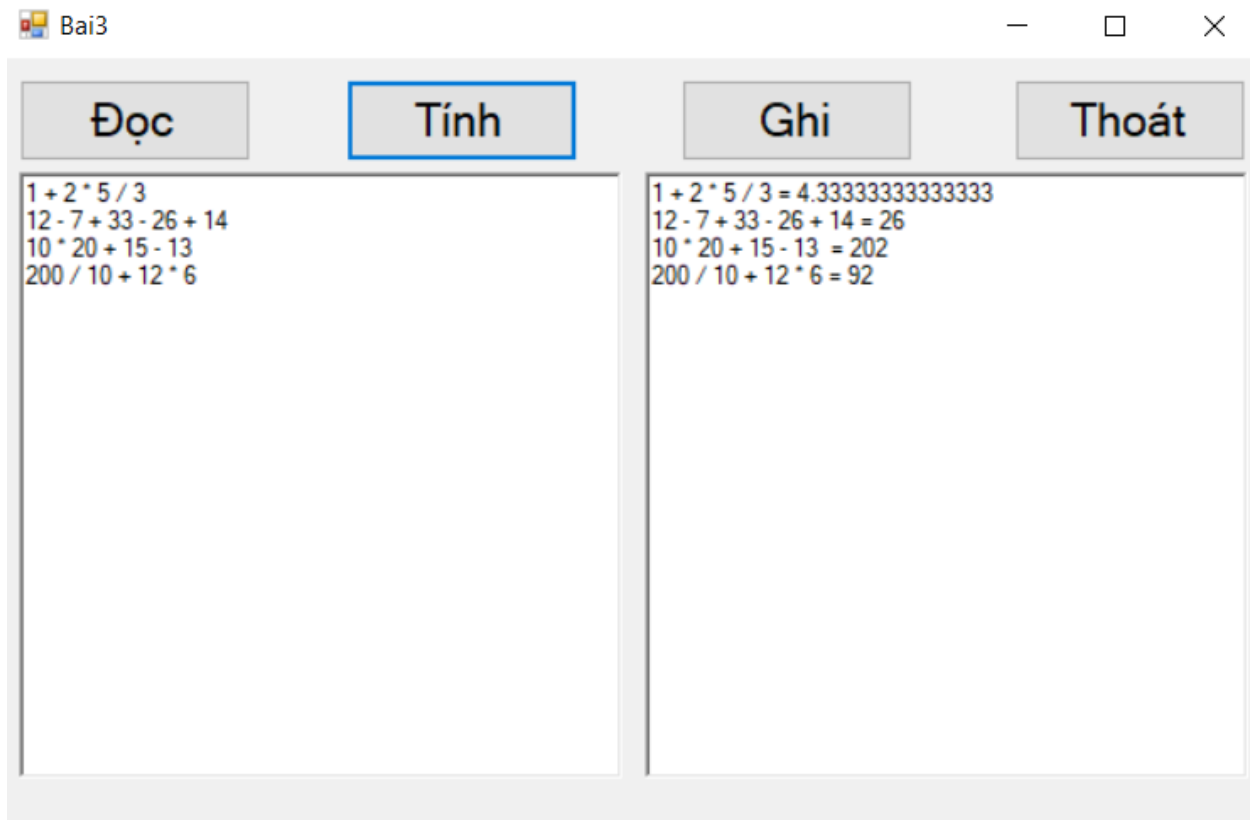 Bai3
Đọc
Tính
Ghi
Thoát
1 + 2 * 5 / 3
12 - 7 + 33 - 26 + 14
10 * 20 + 15 - 13
200 / 10 + 12 * 6
1 + 2 * 5 / 3 = 4.33333333333333
12 - 7 + 33 - 26 + 14 = 26
10 * 20 + 15 - 13  = 202
200 / 10 + 12 * 6 = 92